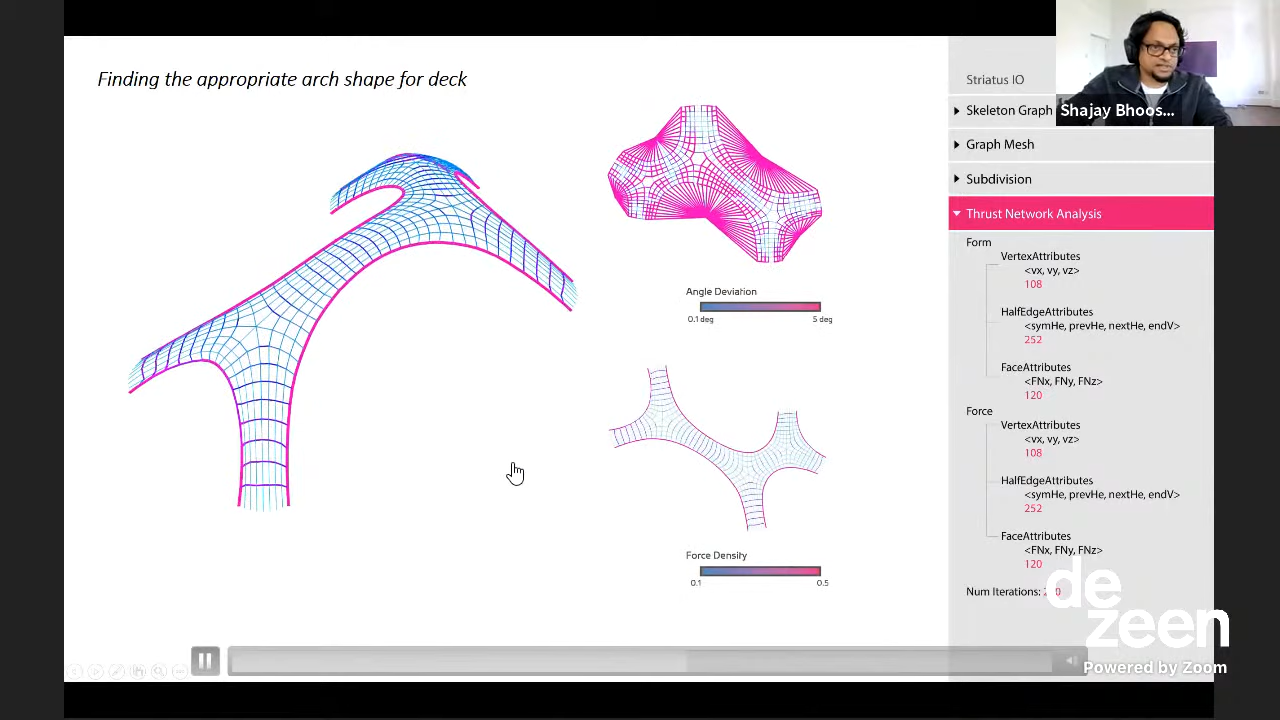 Finding the appropriate arch shape for deck
Angle Deviation
0.1 deg
5 deg
Force Density
0.1
0.5
Striatus IO
Skeleton Graph
Graph Mesh
Subdivision
Thrust Network Analysis
Form
VertexAttributes
<vx, vy, vz>
108
HalfEdgeAttributes
<symHe, prevHe, nextHe, endV>
252
FaceAttributes
<FNx, FNy, FNz>
120
Force
VertexAttributes
<vx, vy, vz>
108
HalfEdgeAttributes
<symHe, prevHe, nextHe, endV>
252
FaceAttributes
<FNx, FNy, FNz>
120
Num Iterations:
Shajay Bhoos...
de
zeen
Powered by Zoom